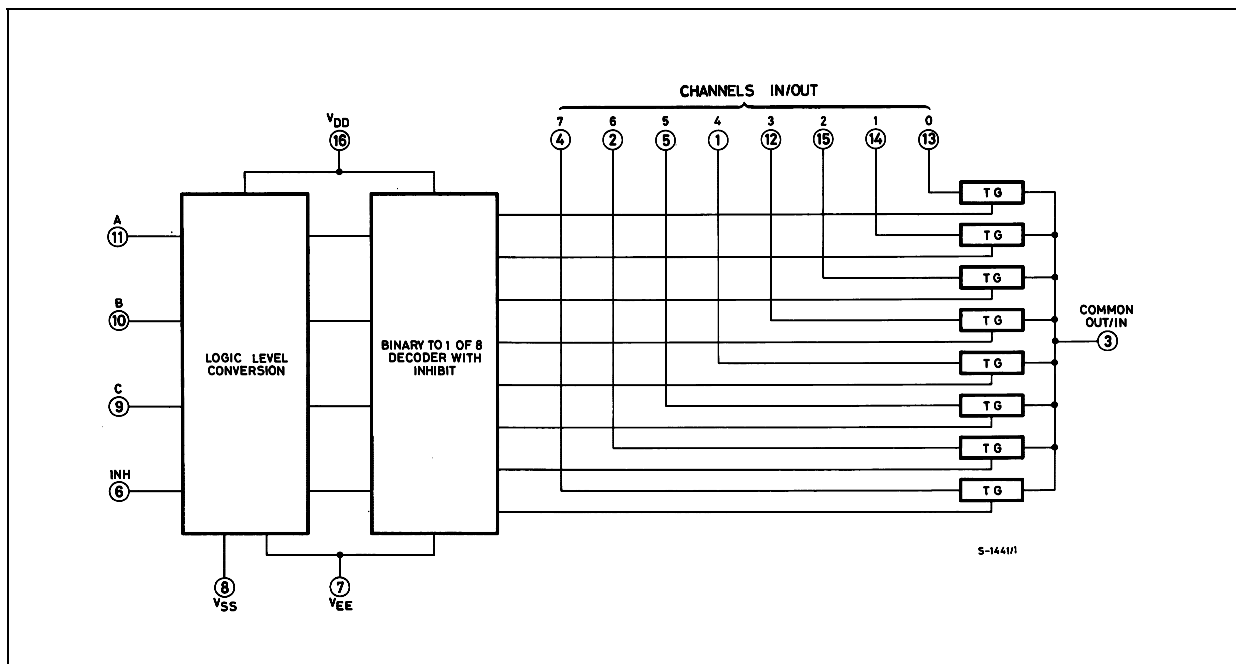 CHANNELS IN/OUT
7 6 5 4 3 2 1 0
4 2 5 1 12 15 14 13
VDD
16
A
11
B
10
C
9
INH
6
LOGIC LEVEL
CONVERSION
BINARY TO 1 OF 8
DECODER WITH
INHIBIT
TG
TG
TG
TG
TG
TG
TG
TG
COMMON
OUT/IN
3
8
VSS
7
VEE
S-1441/1